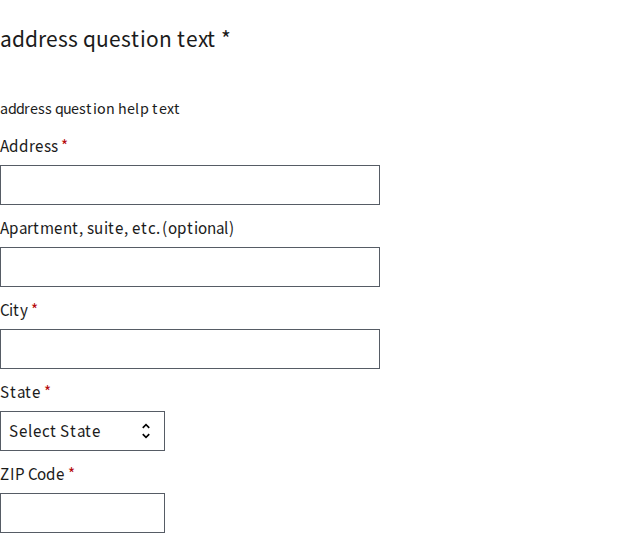 address question text *
address question help text
Address *
Apartment, suite, etc. (optional)
City *
State *
Select State
ZIP Code *